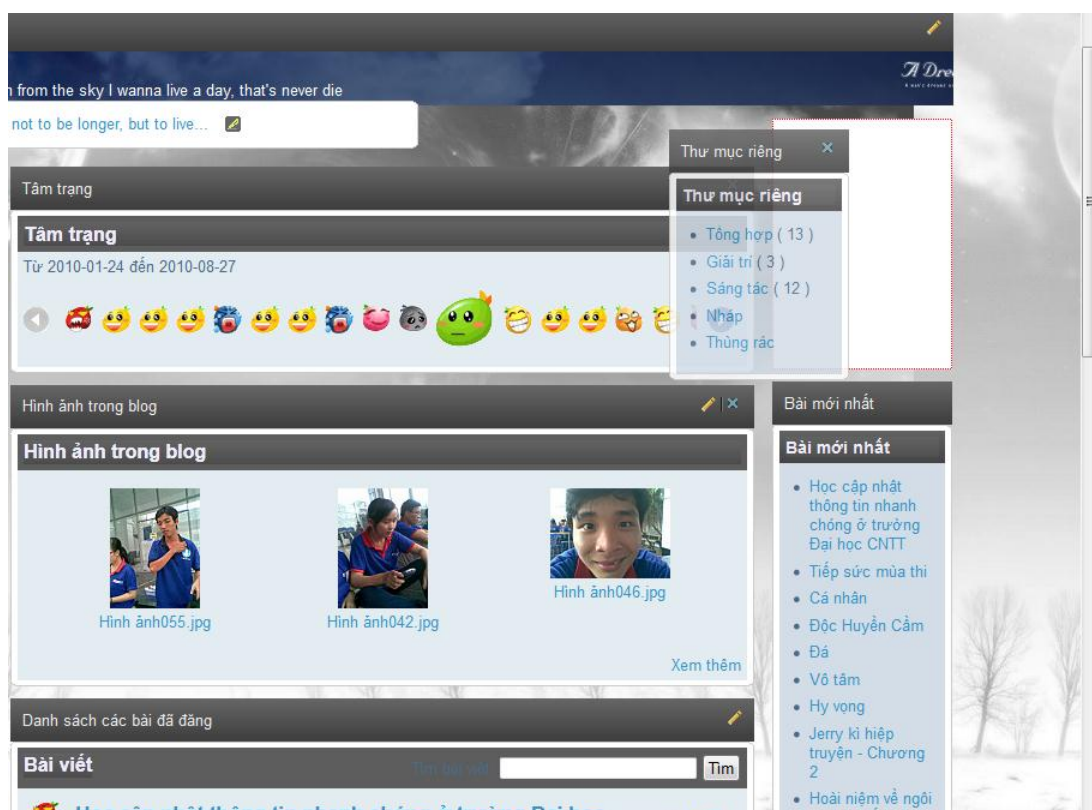 from the sky I wanna live a day, that's never die
A Dre
not to be longer, but to live...
Thư mục riêng
Thư mục riêng
Tổng hợp ( 13 )
Giải trí ( 3 )
Sáng tác ( 12 )
Nháp
Thùng rác
Tâm trạng
Tâm trạng
Từ 2010-01-24 đến 2010-08-27
Hình ảnh trong blog
Hình ảnh trong blog
Hình ảnh055.jpg
Hình ảnh042.jpg
Hình ảnh046.jpg
Xem thêm
Bài mới nhất
Bài mới nhất
Học cập nhật
thông tin nhanh
chóng ở trường
Đại học CNTT
Tiếp sức mùa thi
Cá nhân
Độc Huyền Cầm
Đá
Vô tâm
Hy vọng
Jerry kì hiệp
truyện - Chương
2
Hoài niệm về ngôi
Danh sách các bài đã đăng
Bài viết
Tìm bài viết
Tìm